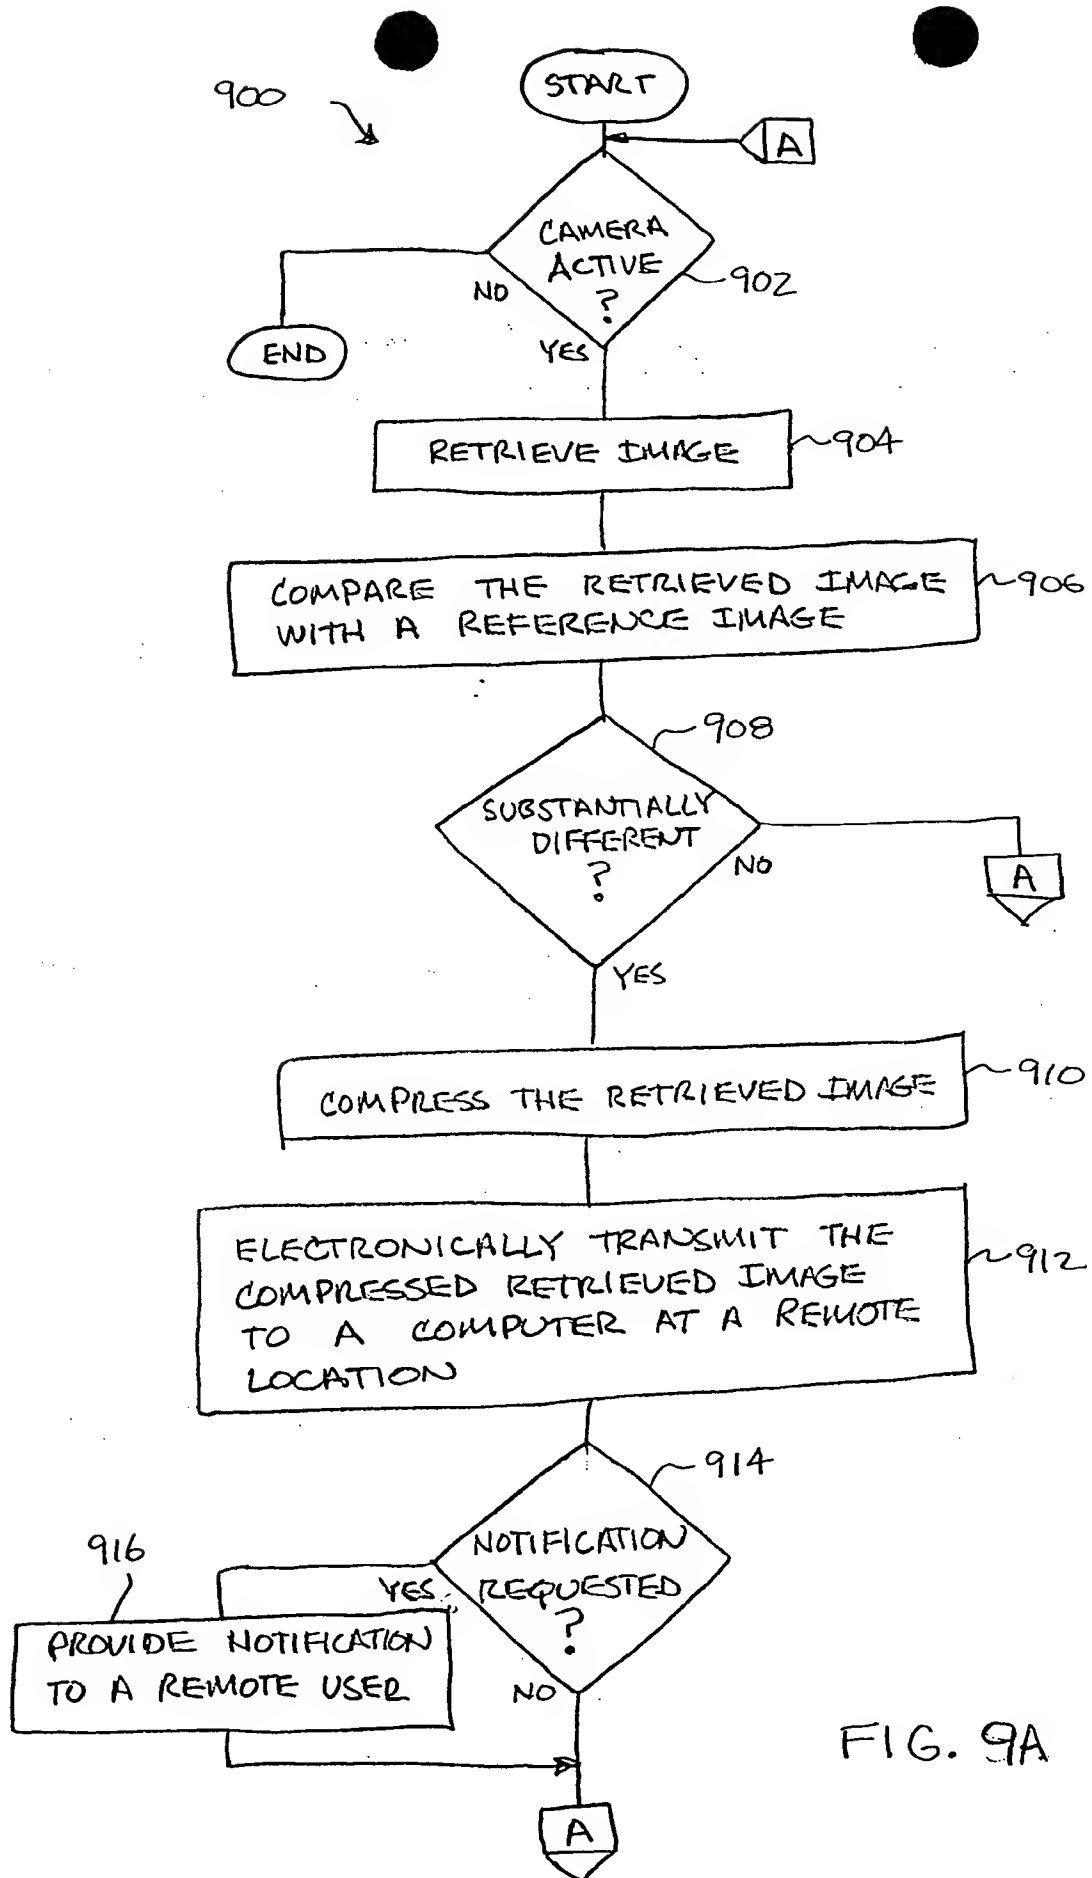 900
START
A
CAMERA
ACTIVE
?
902
NO
END
YES
RETRIEVE IMAGE
904
COMPARE THE RETRIEVED IMAGE
WITH A REFERENCE IMAGE
906
908
SUBSTANTIALLY
DIFFERENT
?
NO
A
YES
COMPRESS THE RETRIEVED IMAGE
910
ELECTRONICALLY TRANSMIT THE
COMPRESSED RETRIEVED IMAGE
TO A COMPUTER AT A REMOTE
LOCATION
912
914
NOTIFICATION
REQUESTED
?
916
YES
PROVIDE NOTIFICATION
TO A REMOTE USER
NO
FIG. 9A
A